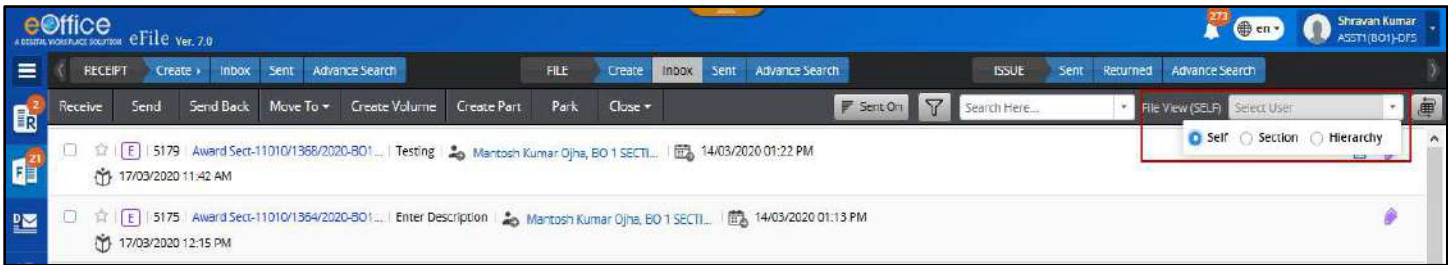 eOffice
A DIGITAL WORKPLACE SOLUTION
eFile Ver. 7.0
273
en
Shravan Kumar
ASST1(BO1)-DFS
RECEIPT Create Inbox Sent Advance Search FILE Create Inbox Sent Advance Search ISSUE Sent Returned Advance Search
2
R
Receive Send Send Back Move To Create Volume Create Part Park Close Sent On Search Here... File View (SELF) Select User
Self Section Hierarchy
21
F
E 5179 Award Sect-11010/1368/2020-BO1... Testing Mantosh Kumar Ojha, BO 1 SECTI... 14/03/2020 01:22 PM
17/03/2020 11:42 AM
D
E 5175 Award Sect-11010/1364/2020-BO1... Enter Description Mantosh Kumar Ojha, BO 1 SECTI... 14/03/2020 01:13 PM
17/03/2020 12:15 PM